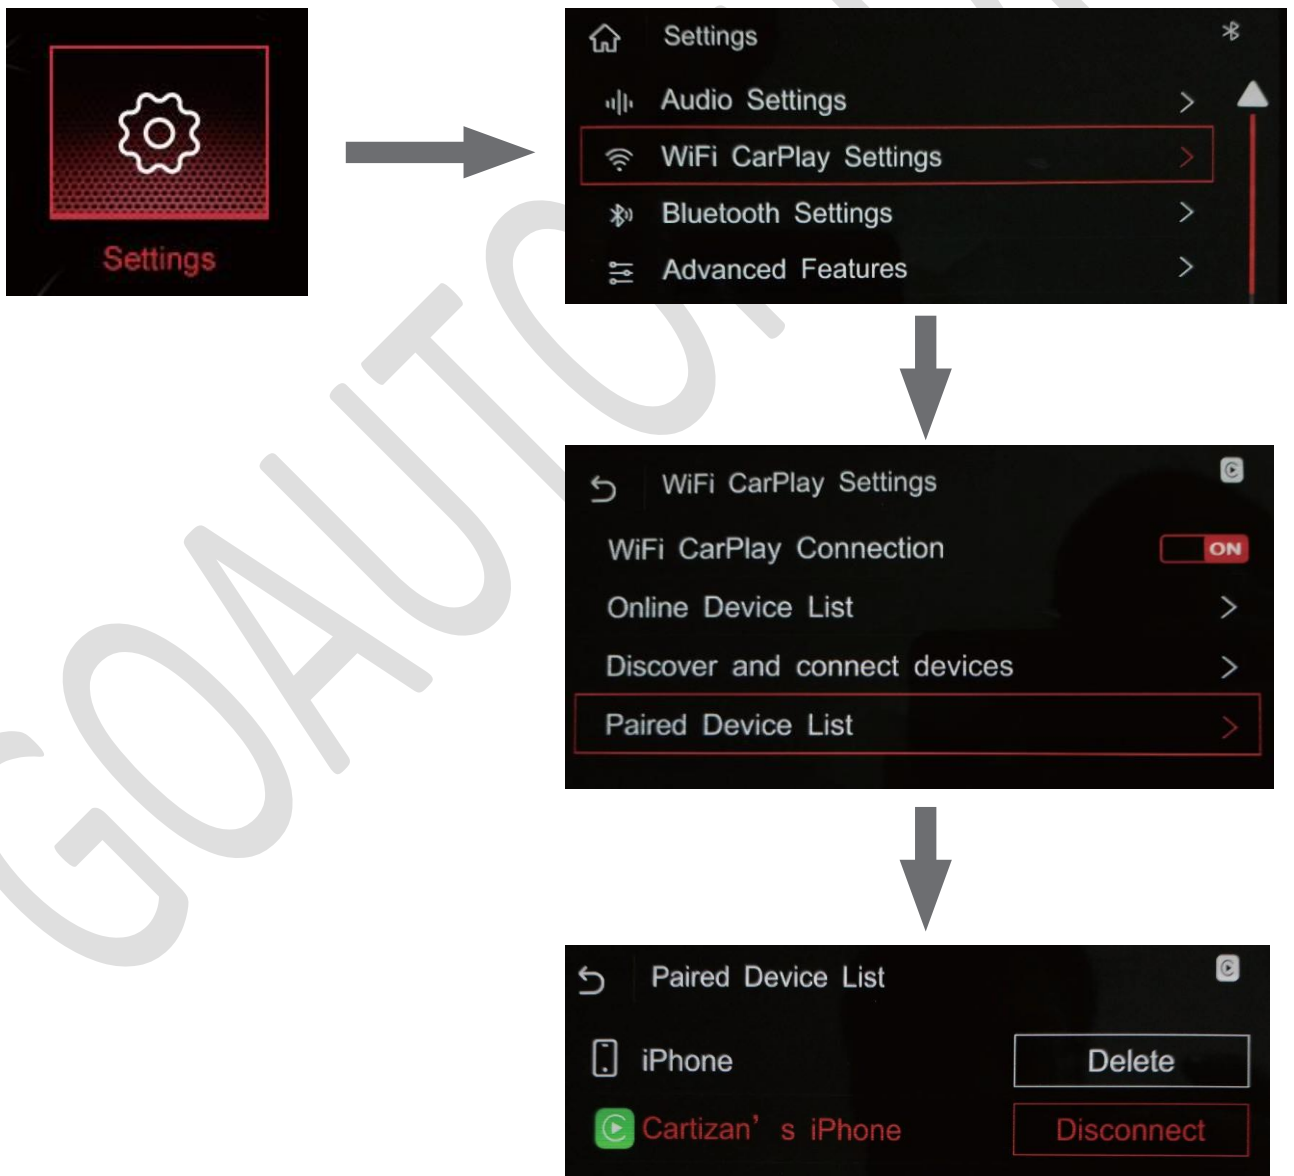 Settings
Settings
Audio Settings
WiFi CarPlay Settings
Bluetooth Settings
Advanced Features
WiFi CarPlay Settings
WiFi CarPlay Connection
ON
Online Device List
Discover and connect devices
Paired Device List
Paired Device List
iPhone
Delete
Cartizan’s iPhone
Disconnect
GOAUTO